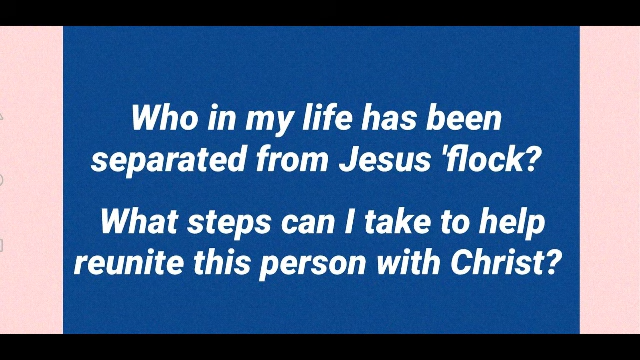 Who in my life has been
separated from Jesus 'flock?
What steps can I take to help
reunite this person with Christ?